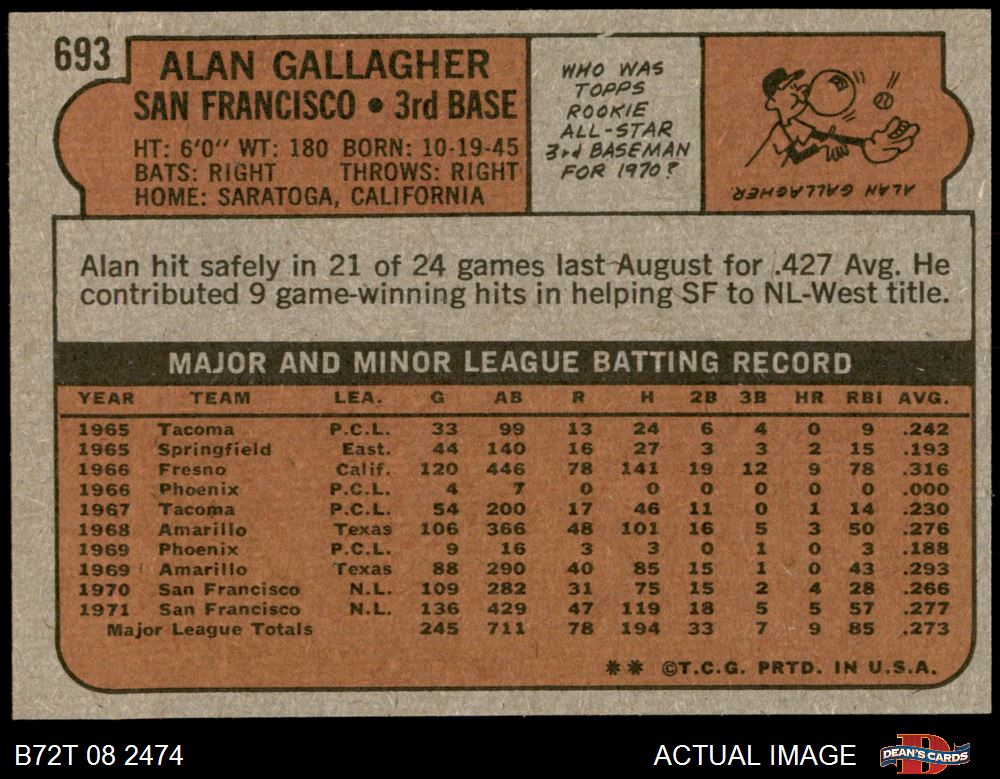 693
ALAN GALLAGHER
SAN FRANCISCO • 3rd BASE
HT: 6'0" WT: 180 BORN: 10-19-45
BATS: RIGHT THROWS: RIGHT
HOME: SARATOGA, CALIFORNIA
WHO WAS
TOPPS
ROOKIE
ALL-STAR
3rd BASEMAN
FOR 1970?
ALAN GALLAGHER
Alan hit safely in 21 of 24 games last August for .427 Avg. He
contributed 9 game-winning hits in helping SF to NL-West title.
MAJOR AND MINOR LEAGUE BATTING RECORD
YEAR TEAM LEA. G AB R H 2B 3B HR RBI AVG.
1965 Tacoma P.C.L. 33 99 13 24 6 4 0 9 .242
1965 Springfield East. 44 140 16 27 3 3 2 15 .193
1966 Fresno Calif. 120 446 78 141 19 12 9 78 .316
1966 Phoenix P.C.L. 4 7 0 0 0 0 0 0 .000
1967 Tacoma P.C.L. 54 200 17 46 11 0 1 14 .230
1968 Amarillo Texas 106 366 48 101 16 5 3 50 .276
1969 Phoenix P.C.L. 9 16 3 3 0 1 0 3 .188
1969 Amarillo Texas 88 290 40 85 15 1 0 43 .293
1970 San Francisco N.L. 109 282 31 75 15 2 4 28 .266
1971 San Francisco N.L. 136 429 47 119 18 5 5 57 .277
Major League Totals 245 711 78 194 33 7 9 85 .273
** ©T.C.G. PRTD. IN U.S.A.
B72T 08 2474
ACTUAL IMAGE
DEAN'S CARDS